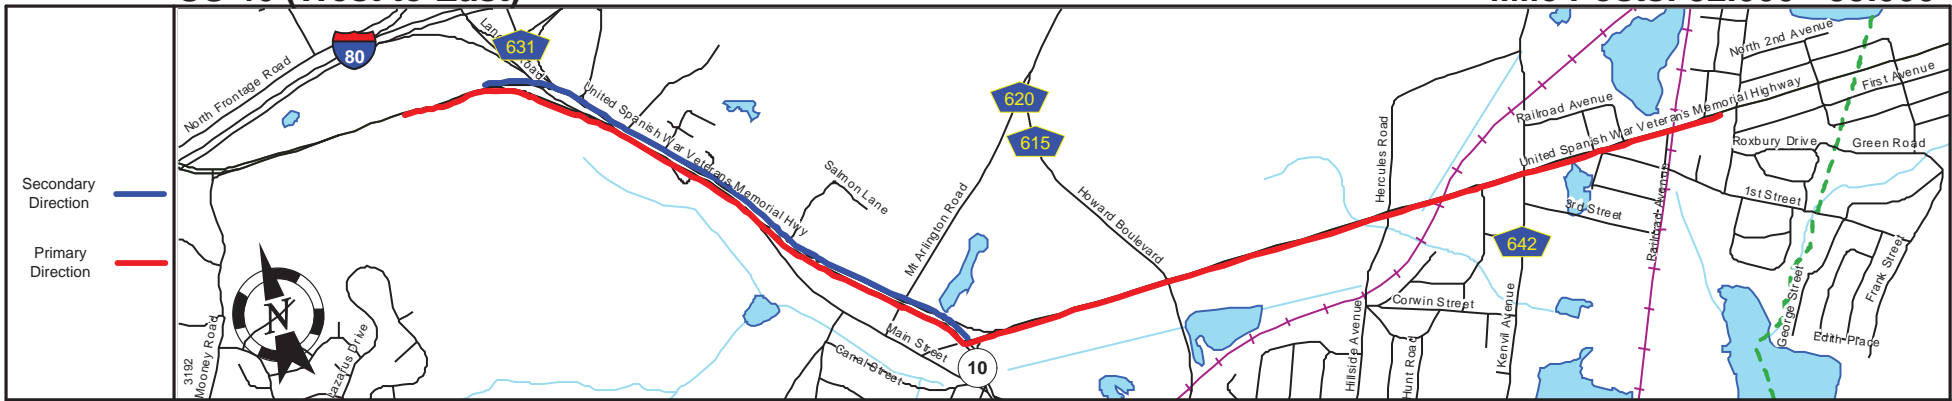 Secondary
Direction
Primary
Direction
North Frontage Road
80
631
United Spanish War Veterans Memorial Hwy
Salmon Lane
620
615
Mt Arlington Road
Howard Boulevard
Main Street
Canal Street
10
3192
Mooney Road
Lazarus Drive
N
Hercules Road
Hillside Avenue
Hunt Road
Corwin Street
Kenvil Avenue
642
Railroad Avenue
United Spanish War Veterans Memorial Highway
3rd Street
Railroad Avenue
North 2nd Avenue
First Avenue
Roxbury Drive
Green Road
1st Street
George Street
Frank Street
Edith Place